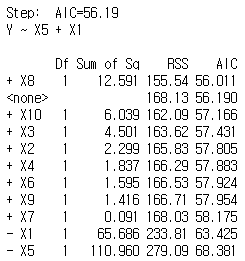 Step:  AIC=56.19
Y ~ X5 + X1
Df Sum of Sq RSS AIC
+ X8 1 12.591 155.54 56.011
<none> 168.13 56.190
+ X10 1 6.039 162.09 57.166
+ X3 1 4.501 163.62 57.431
+ X2 1 2.299 165.83 57.805
+ X4 1 1.837 166.29 57.883
+ X6 1 1.595 166.53 57.924
+ X9 1 1.416 166.71 57.954
+ X7 1 0.091 168.03 58.175
- X1 1 65.686 233.81 63.425
- X5 1 110.960 279.09 68.381